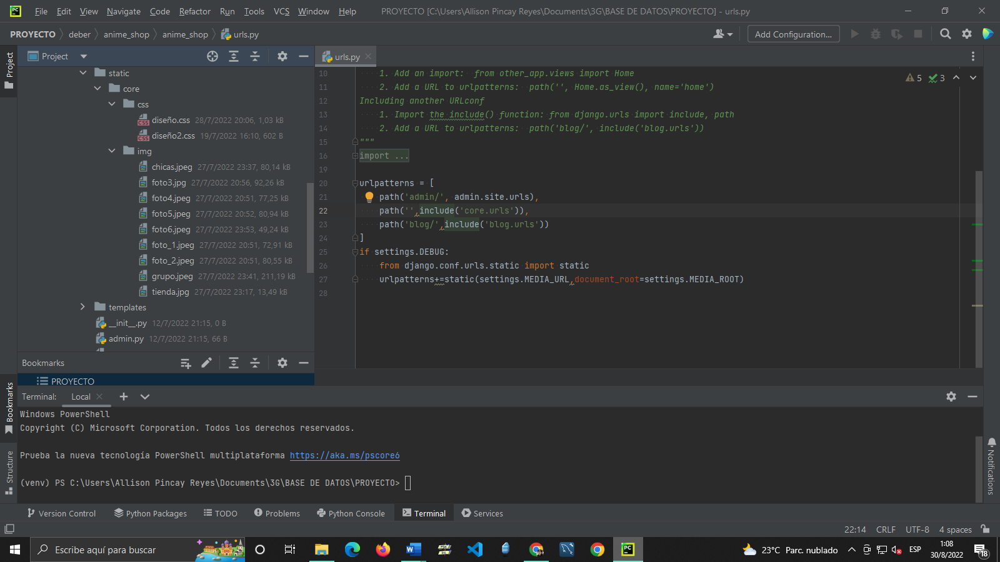 File Edit View Navigate Code Refactor Run Tools VCS Window Help PROYECTO [C:\Users\Allison Pincay Reyes\Documents\3G\BASE DE DATOS\PROYECTO] - urls.py
PROYECTO deber anime_shop anime_shop urls.py Add Configuration...
Project
Project
urls.py
static
core
css
diseño.css 28/7/2022 20:06, 1,03 kB
diseño2.css 19/7/2022 16:10, 602 B
img
chicas.jpeg 27/7/2022 23:37, 80,14 kB
foto3.jpg 27/7/2022 20:56, 92,26 kB
foto4.jpeg 27/7/2022 20:51, 77,25 kB
foto5.jpeg 27/7/2022 20:52, 80,94 kB
foto6.jpeg 27/7/2022 23:53, 49,24 kB
foto_1.jpeg 27/7/2022 20:51, 72,91 kB
foto_2.jpeg 27/7/2022 20:51, 80,55 kB
grupo.jpeg 27/7/2022 23:41, 211,19 kB
tienda.jpg 27/7/2022 23:17, 13,49 kB
templates
__init__.py 12/7/2022 21:15, 0 B
admin.py 12/7/2022 21:15, 66 B
10 1. Add an import: from other_app.views import Home
11 2. Add a URL to urlpatterns: path('', Home.as_view(), name='home')
12 Including another URLconf
13 1. Import the include() function: from django.urls import include, path
14 2. Add a URL to urlpatterns: path('blog/', include('blog.urls'))
15 """
16 import ...
19
20 urlpatterns = [
21 path('admin/', admin.site.urls),
22 path('',include('core.urls')),
23 path('blog/',include('blog.urls'))
24 ]
25 if settings.DEBUG:
26 from django.conf.urls.static import static
27 urlpatterns+=static(settings.MEDIA_URL,document_root=settings.MEDIA_ROOT)
28
5 3
Bookmarks
PROYECTO
Bookmarks
Structure
Notifications
Terminal: Local
Windows PowerShell
Copyright (C) Microsoft Corporation. Todos los derechos reservados.
Prueba la nueva tecnología PowerShell multiplataforma https://aka.ms/pscore6
(venv) PS C:\Users\Allison Pincay Reyes\Documents\3G\BASE DE DATOS\PROYECTO>
Version Control Python Packages TODO Problems Python Console Terminal Services
22:14 CRLF UTF-8 4 spaces
Escribe aquí para buscar
23°C Parc. nublado ESP
1:08
30/8/2022
18